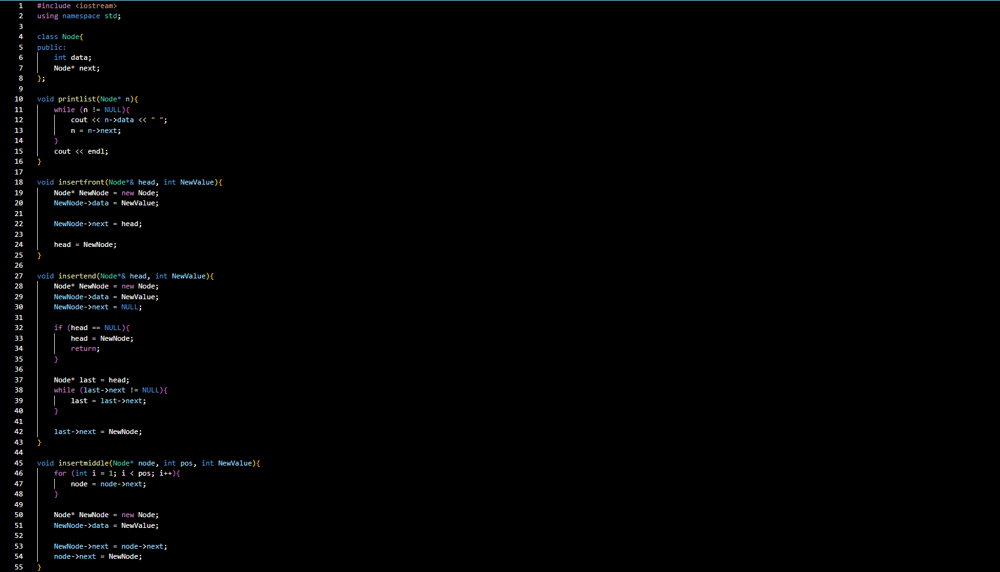 1 #include <iostream>
2 using namespace std;
3
4 class Node{
5 public:
6     int data;
7     Node* next;
8 };
9
10 void printlist(Node* n){
11     while (n != NULL){
12         cout << n->data << " ";
13         n = n->next;
14     }
15     cout << endl;
16 }
17
18 void insertfront(Node*& head, int NewValue){
19     Node* NewNode = new Node;
20     NewNode->data = NewValue;
21
22     NewNode->next = head;
23
24     head = NewNode;
25 }
26
27 void insertend(Node*& head, int NewValue){
28     Node* NewNode = new Node;
29     NewNode->data = NewValue;
30     NewNode->next = NULL;
31
32     if (head == NULL){
33         head = NewNode;
34         return;
35     }
36
37     Node* last = head;
38     while (last->next != NULL){
39         last = last->next;
40     }
41
42     last->next = NewNode;
43 }
44
45 void insertmiddle(Node* node, int pos, int NewValue){
46     for (int i = 1; i < pos; i++){
47         node = node->next;
48     }
49
50     Node* NewNode = new Node;
51     NewNode->data = NewValue;
52
53     NewNode->next = node->next;
54     node->next = NewNode;
55 }